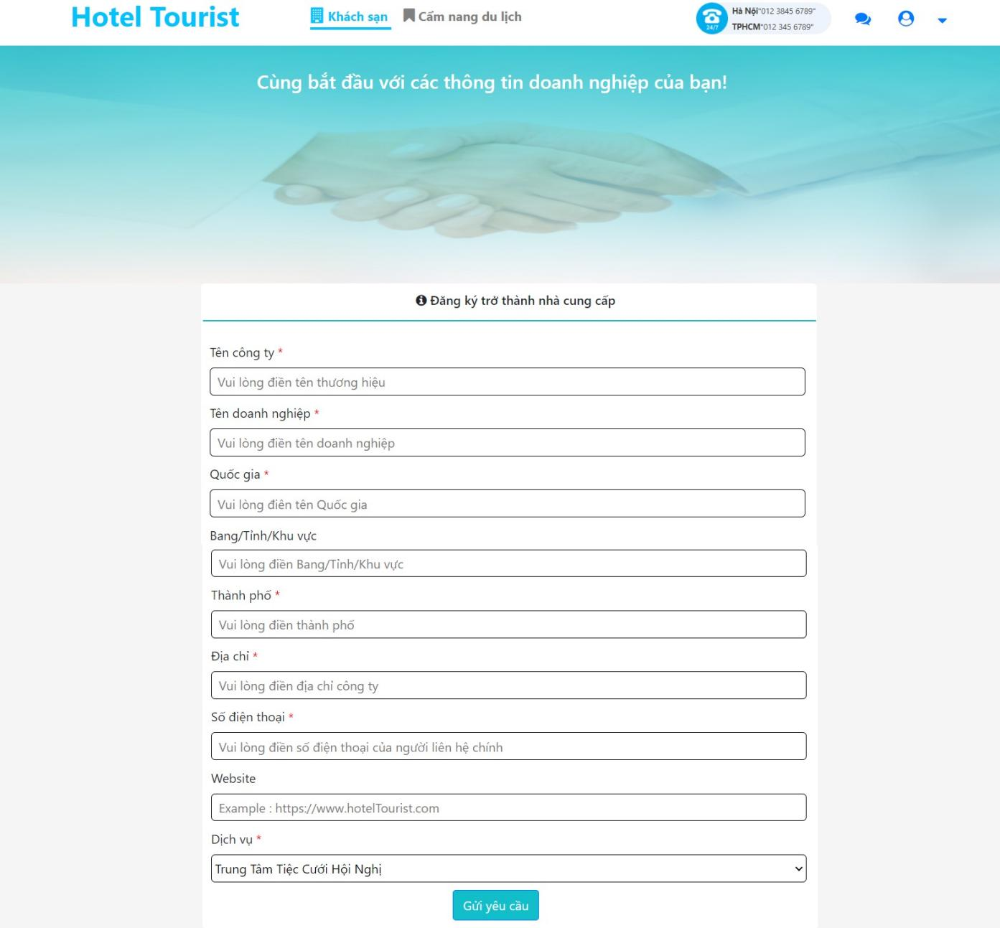 Hotel Tourist
Khách sạn
Cẩm nang du lịch
24/7
Hà Nội"012 3845 6789"
TPHCM"012 345 6789"
Cùng bắt đầu với các thông tin doanh nghiệp của bạn!
Đăng ký trở thành nhà cung cấp
Tên công ty *
Vui lòng điền tên thương hiệu
Tên doanh nghiệp *
Vui lòng điền tên doanh nghiệp
Quốc gia *
Vui lòng điên tên Quốc gia
Bang/Tỉnh/Khu vực
Vui lòng điền Bang/Tỉnh/Khu vực
Thành phố *
Vui lòng điền thành phố
Địa chỉ *
Vui lòng điền địa chỉ công ty
Số điện thoại *
Vui lòng điền số điện thoại của người liên hệ chính
Website
Example : https://www.hotelTourist.com
Dịch vụ *
Trung Tâm Tiệc Cưới Hội Nghị
Gửi yêu cầu